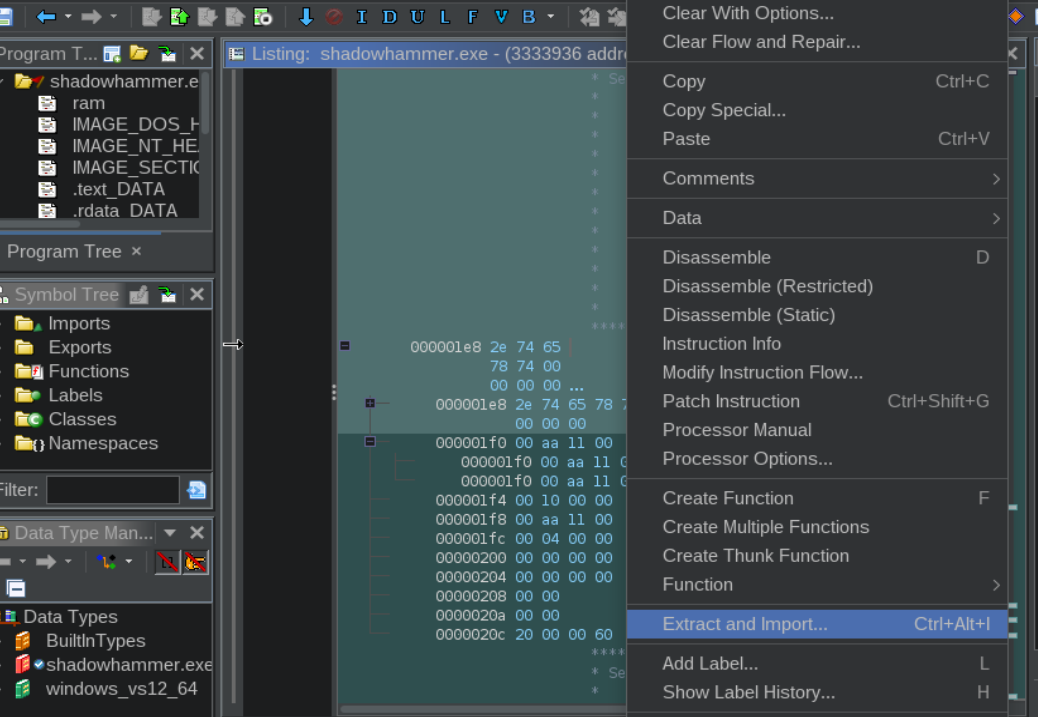 I D U L F V B
Program T...
shadowhammer.e
ram
IMAGE_DOS_H
IMAGE_NT_HE
IMAGE_SECTIO
.text_DATA
.rdata_DATA
Program Tree ×
Symbol Tree
Imports
Exports
Functions
Labels
Classes
Namespaces
Filter:
Data Type Man...
Data Types
BuiltInTypes
shadowhammer.exe
windows_vs12_64
Listing: shadowhammer.exe - (3333936 addre
* Se
****
000001e8 2e 74 65
78 74 00
00 00 00 ...
000001e8 2e 74 65 78 7
00 00 00
000001f0 00 aa 11 00
000001f0 00 aa 11 0
000001f0 00 aa 11 0
000001f4 00 10 00 00
000001f8 00 aa 11 00
000001fc 00 04 00 00
00000200 00 00 00 00
00000204 00 00 00 00
00000208 00 00
0000020a 00 00
0000020c 20 00 00 60
****
* Se
*
Clear With Options...
Clear Flow and Repair...
Copy Ctrl+C
Copy Special...
Paste Ctrl+V
Comments
Data
Disassemble D
Disassemble (Restricted)
Disassemble (Static)
Instruction Info
Modify Instruction Flow...
Patch Instruction Ctrl+Shift+G
Processor Manual
Processor Options...
Create Function F
Create Multiple Functions
Create Thunk Function
Function
Extract and Import... Ctrl+Alt+I
Add Label... L
Show Label History... H